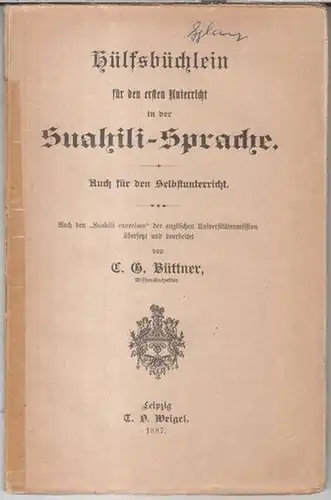 Hülfsbüchlein
für den ersten Unterricht
in der
Suahili-Sprache.
Auch für den Selbstunterricht.
Nach den „Suahili exercises“ der englischen Universitätenmission
übersetzt und bearbeitet
von
C. G. Büttner,
Missionsinspektor.
Leipzig
T. O. Weigel.
1887.